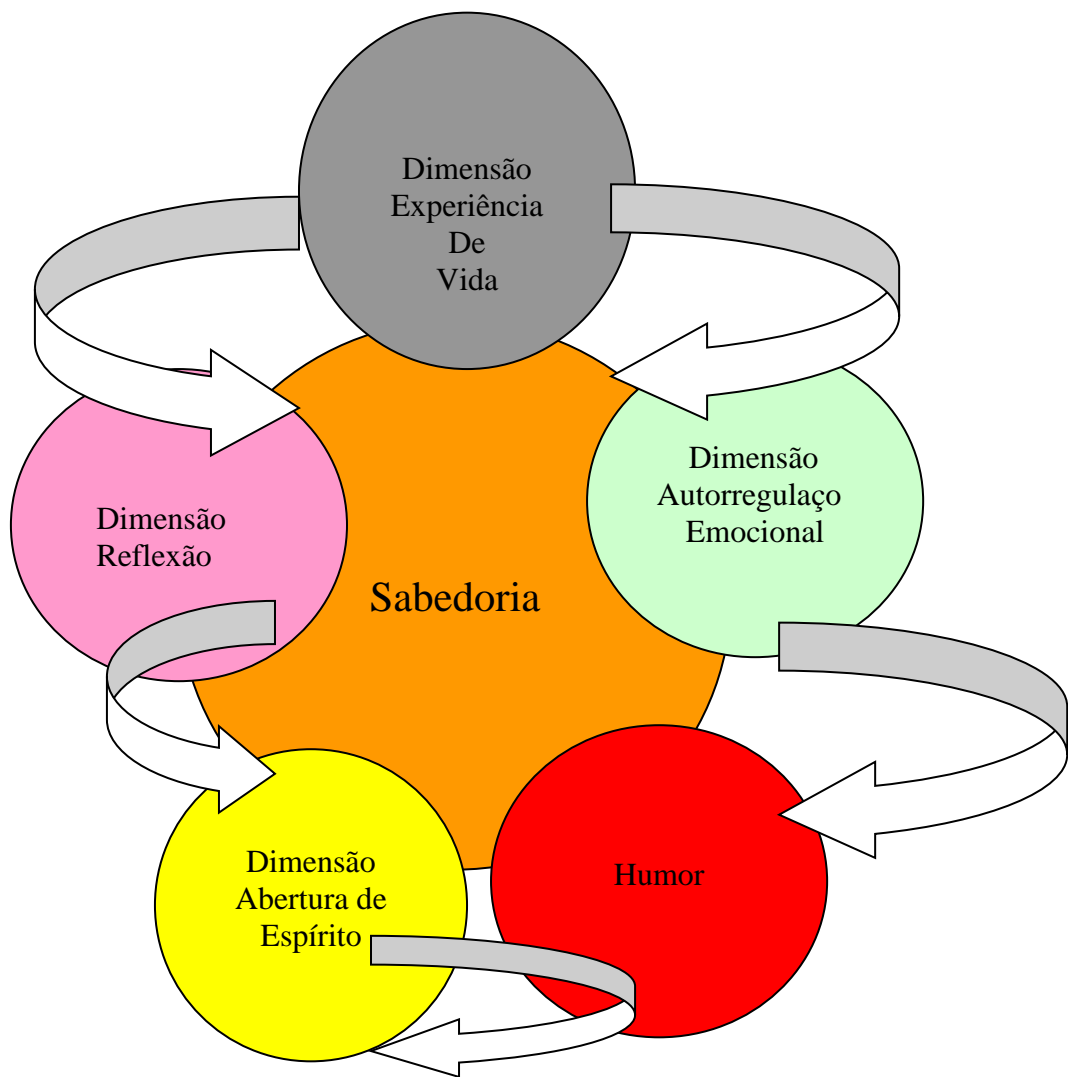 Dimensão
Experiência
De
Vida
Dimensão
Autorregulaço
Emocional
Dimensão
Reflexão
Sabedoria
Dimensão
Abertura de
Espírito
Humor